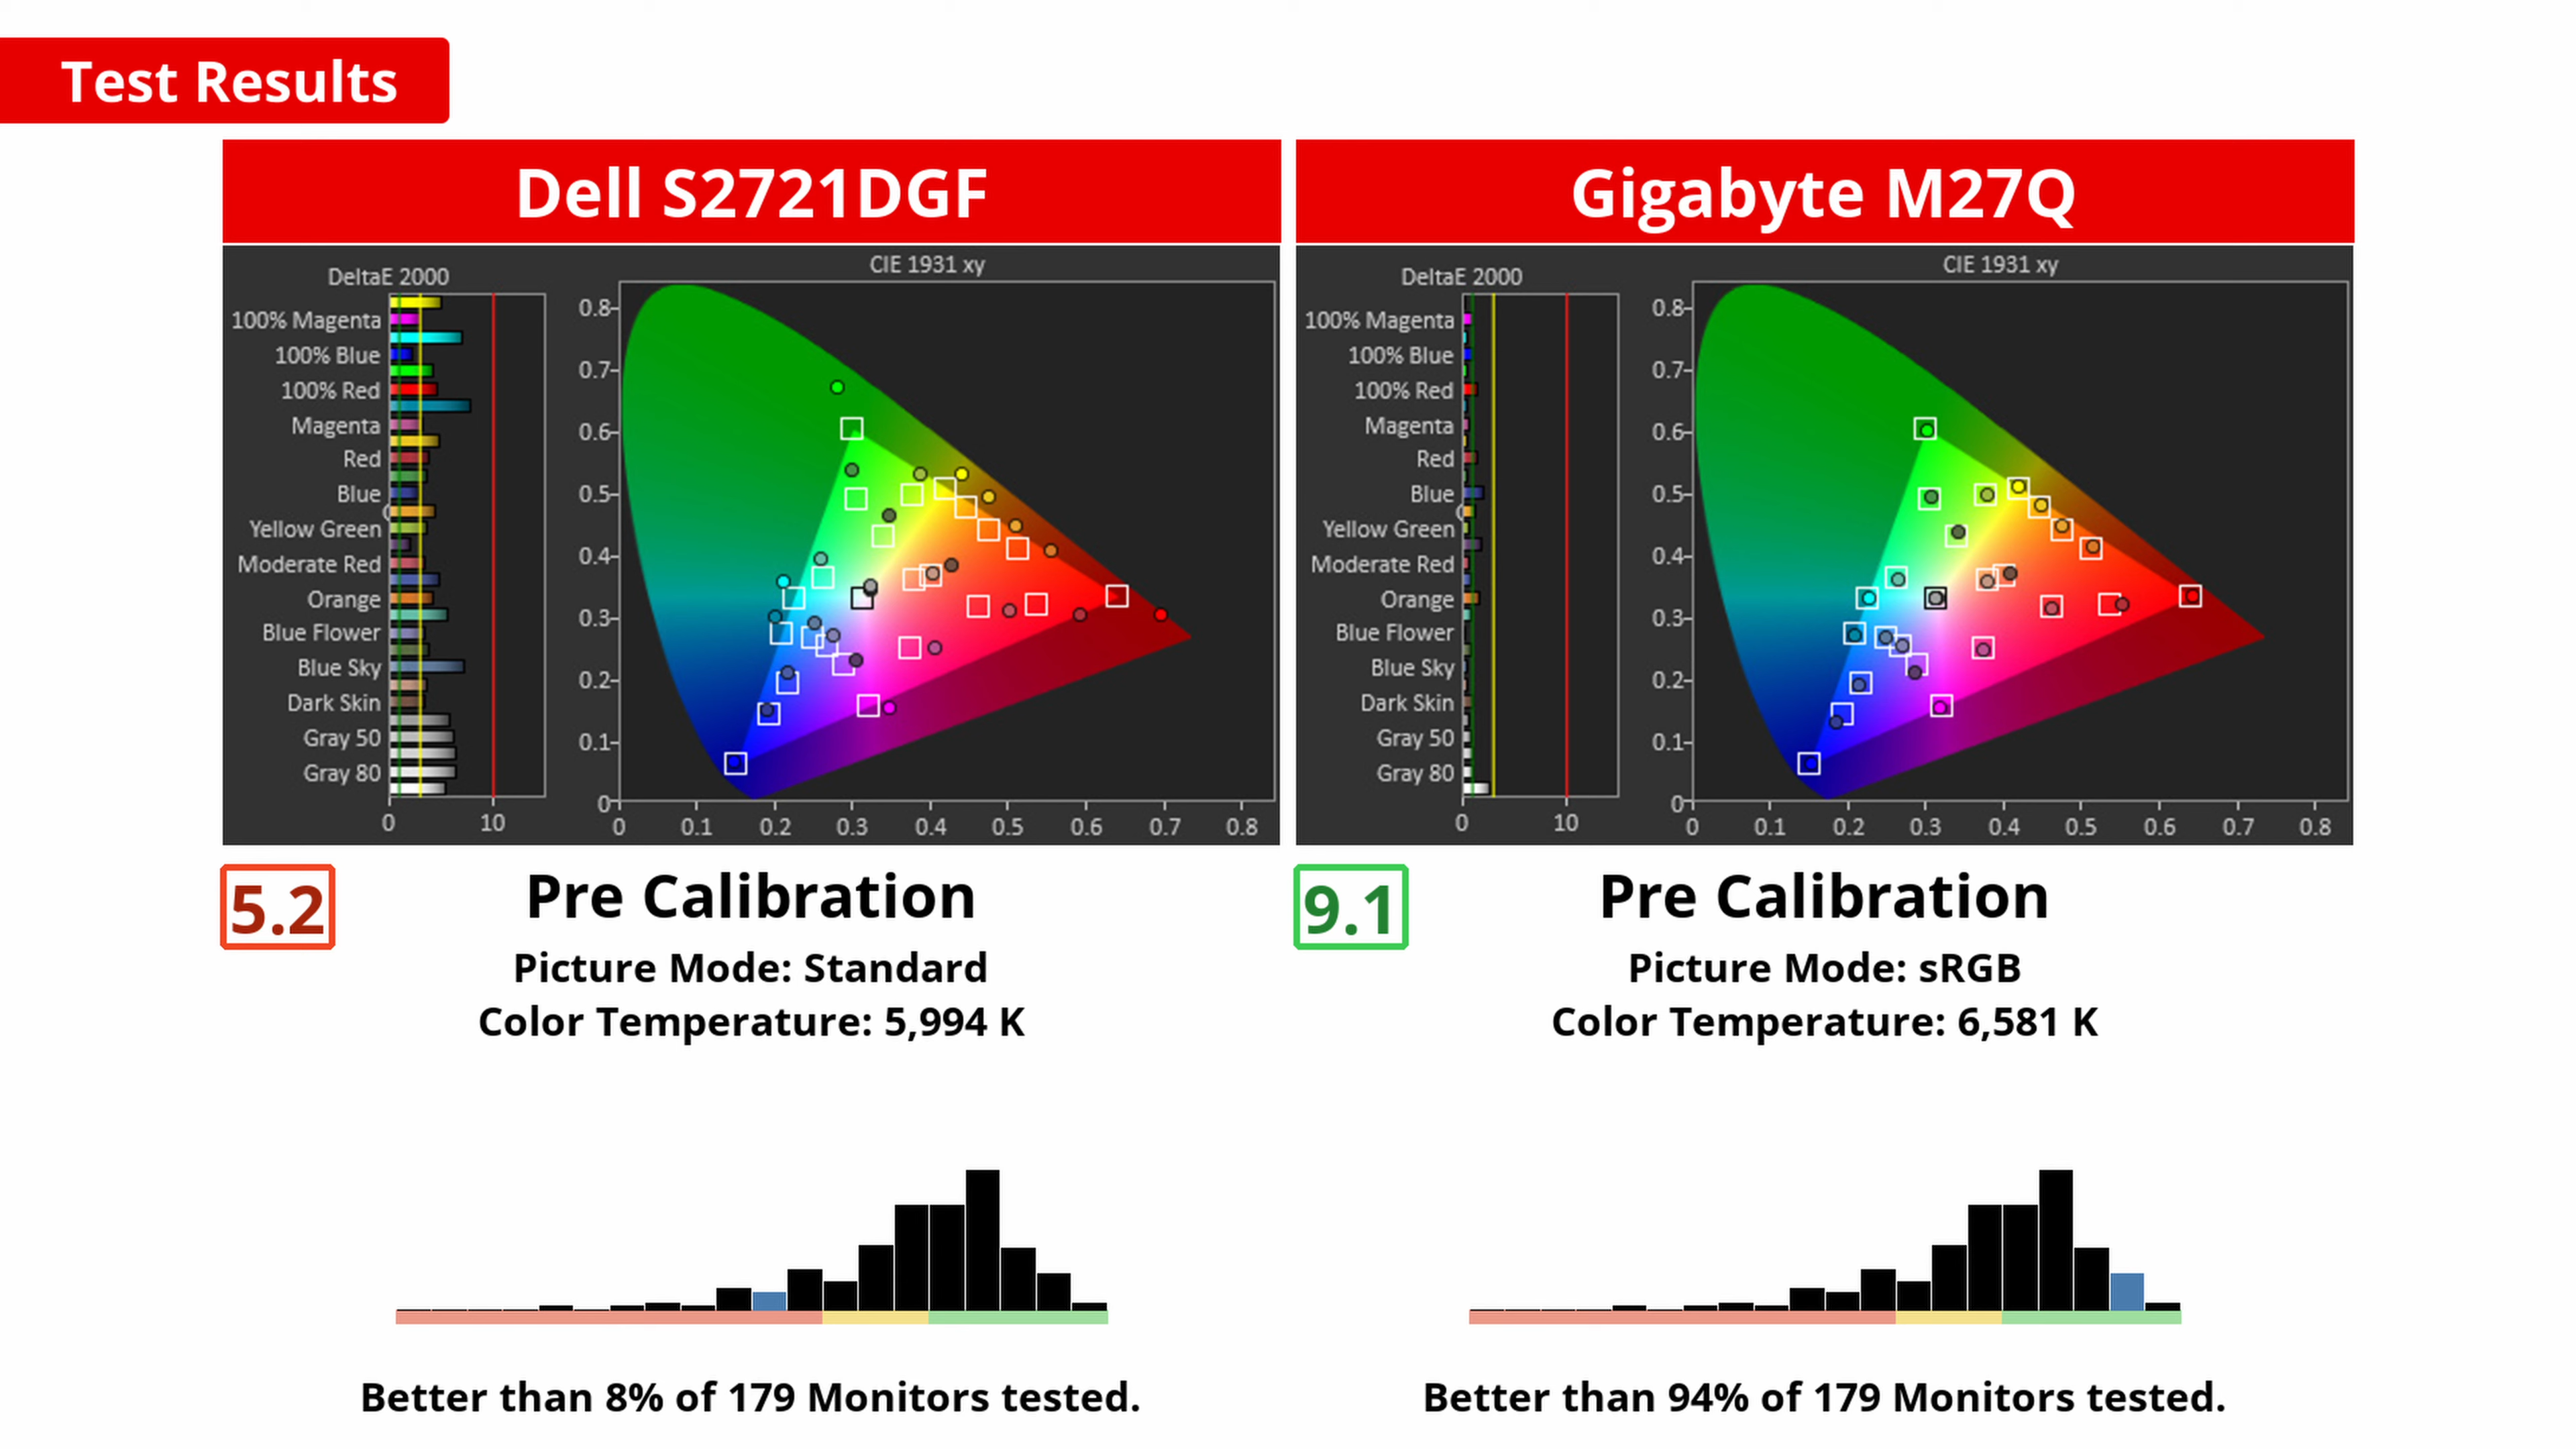 Test Results
Dell S2721DGF
DeltaE 2000
CIE 1931 xy
100% Magenta
100% Blue
100% Red
Magenta
Red
Blue
Yellow Green
Moderate Red
Orange
Blue Flower
Blue Sky
Dark Skin
Gray 50
Gray 80
0 10
0.8
0.7
0.6
0.5
0.4
0.3
0.2
0.1
0
0 0.1 0.2 0.3 0.4 0.5 0.6 0.7 0.8
5.2
Pre Calibration
Picture Mode: Standard
Color Temperature: 5,994 K
Better than 8% of 179 Monitors tested.
Gigabyte M27Q
DeltaE 2000
CIE 1931 xy
100% Magenta
100% Blue
100% Red
Magenta
Red
Blue
Yellow Green
Moderate Red
Orange
Blue Flower
Blue Sky
Dark Skin
Gray 50
Gray 80
0 10
0.8
0.7
0.6
0.5
0.4
0.3
0.2
0.1
0
0 0.1 0.2 0.3 0.4 0.5 0.6 0.7 0.8
9.1
Pre Calibration
Picture Mode: sRGB
Color Temperature: 6,581 K
Better than 94% of 179 Monitors tested.